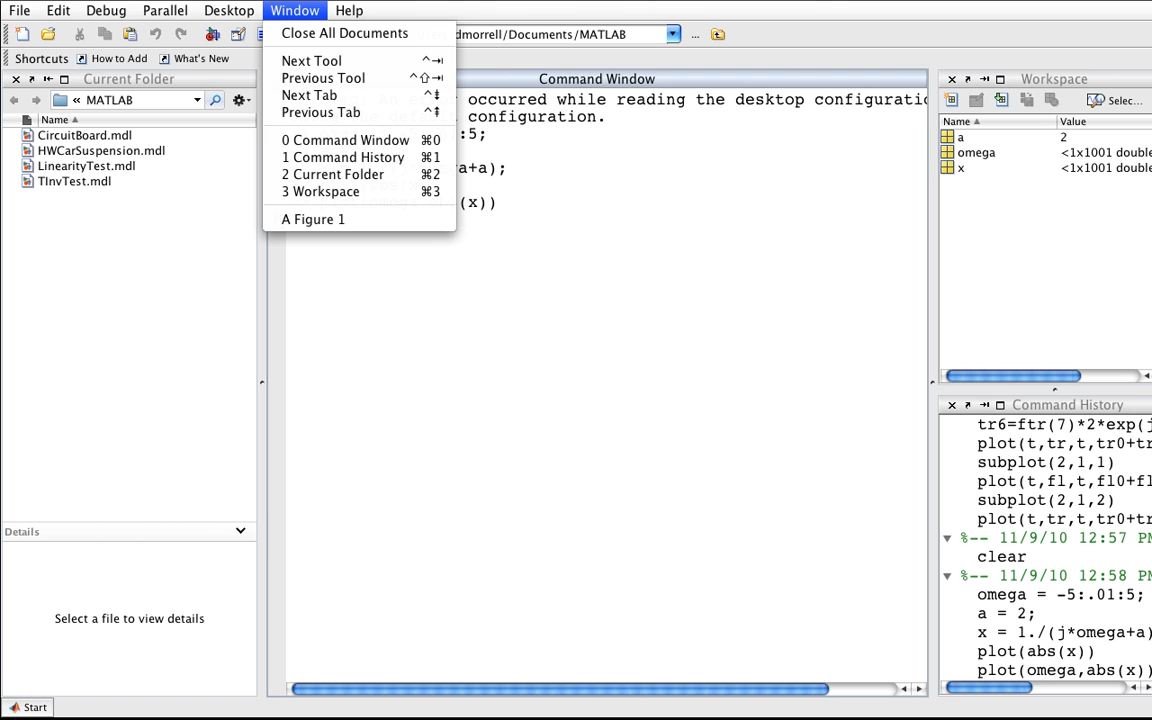 File Edit Debug Parallel Desktop Window Help
dmorrell/Documents/MATLAB ...
Shortcuts How to Add What's New
Close All Documents
Next Tool
Previous Tool
Next Tab
Previous Tab
0 Command Window ⌘0
1 Command History ⌘1
2 Current Folder ⌘2
3 Workspace ⌘3
A Figure 1
Current Folder
« MATLAB
Name
CircuitBoard.mdl
HWCarSuspension.mdl
LinearityTest.mdl
TInvTest.mdl
Details
Select a file to view details
Start
Command Window
occurred while reading the desktop
configuration.
:5;
a+a);
(x))
Workspace
Selec...
Name Value
a 2
omega <1x1001 double
x <1x1001 double
Command History
tr6=ftr(7)*2*exp(j
plot(t,tr,t,tr0+tr
subplot(2,1,1)
plot(t,fl,t,fl0+fl
subplot(2,1,2)
plot(t,tr,t,tr0+tr
%-- 11/9/10 12:57 PM
clear
%-- 11/9/10 12:58 PM
omega = -5:.01:5;
a = 2;
x = 1./(j*omega+a)
plot(abs(x))
plot(omega,abs(x))